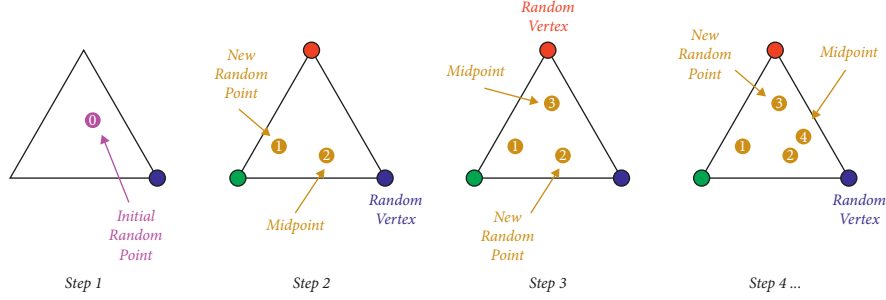 0
Initial
Random
Point
Step 1
New
Random
Point
1
2
Midpoint
Random
Vertex
Step 2
Random
Vertex
Midpoint
3
1
2
New
Random
Point
Step 3
New
Random
Point
Midpoint
3
4
1
2
Random
Vertex
Step 4 ...